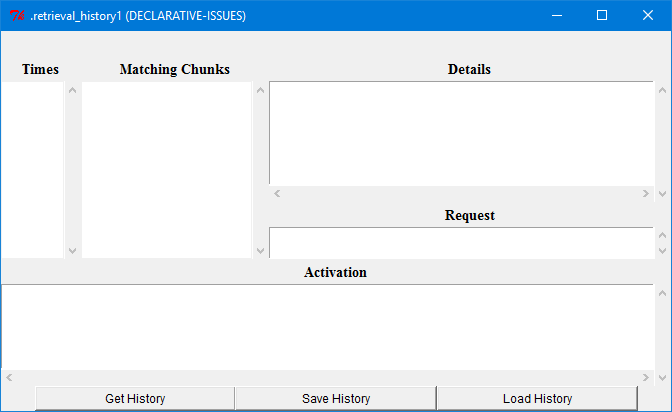 .retrieval_history1 (DECLARATIVE-ISSUES)
Times Matching Chunks Details
Request
Activation
Get History Save History Load History